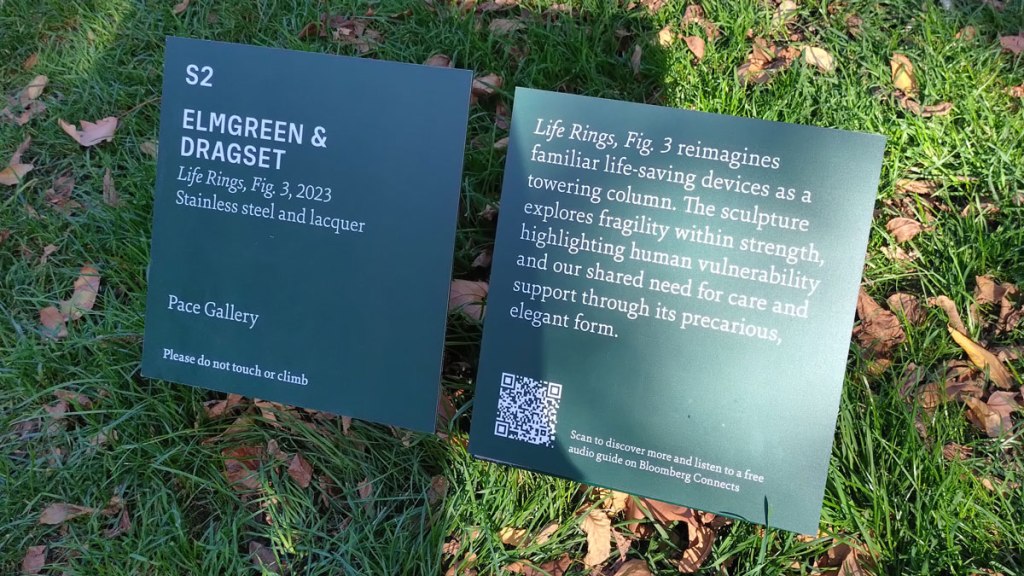 S2
ELMGREEN &
DRAGSET
Life Rings, Fig. 3, 2023
Stainless steel and lacquer
Pace Gallery
Please do not touch or climb
Life Rings, Fig. 3 reimagines
familiar life-saving devices as a
towering column. The sculpture
explores fragility within strength,
highlighting human vulnerability
and our shared need for care and
support through its precarious,
elegant form.
Scan to discover more and listen to a free
audio guide on Bloomberg Connects